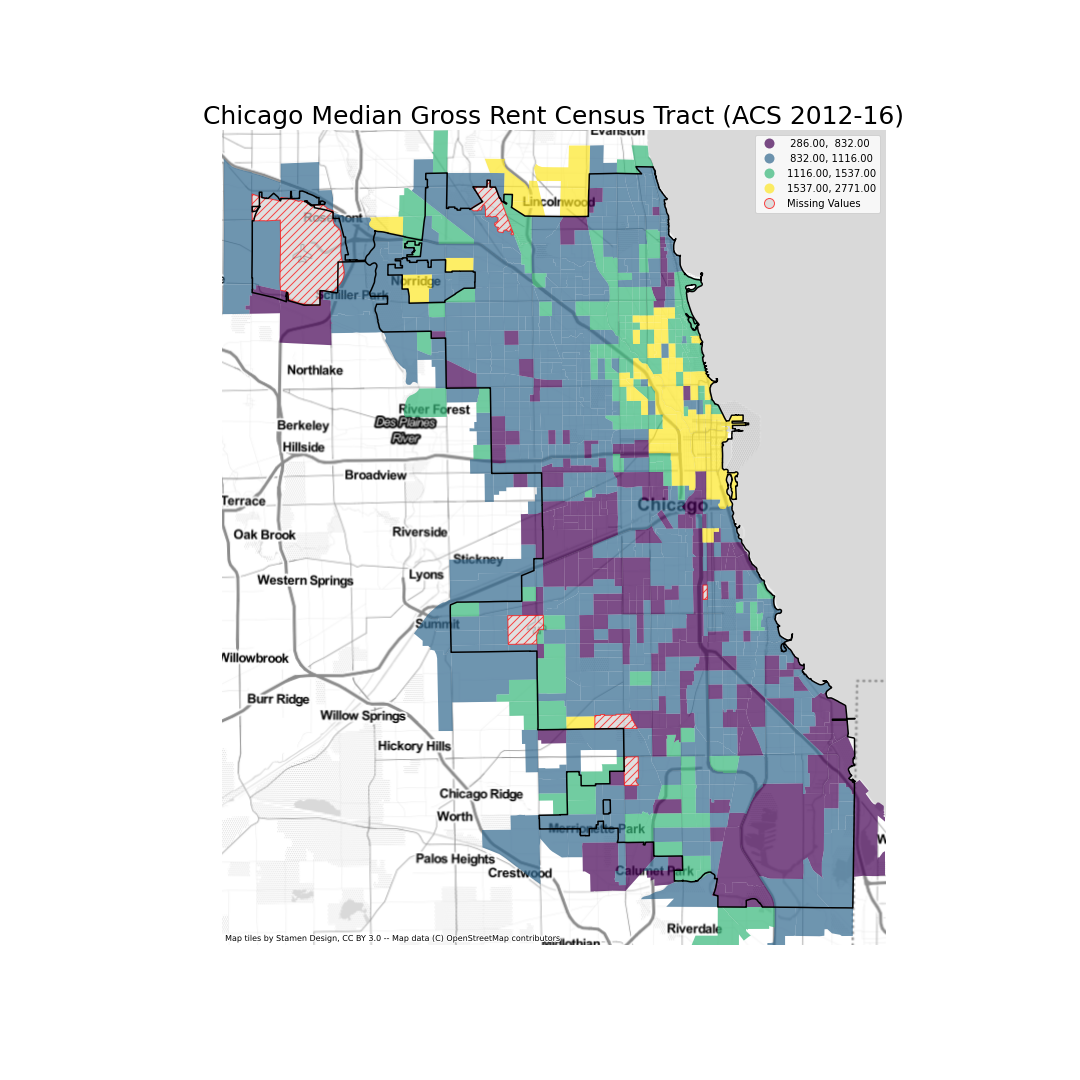 Chicago Median Gross Rent Census Tract (ACS 2012-16)
Evanston
286.00, 832.00
832.00, 1116.00
1116.00, 1537.00
1537.00, 2771.00
Missing Values
Lincolnwood
Rosemont
Norridge
Schiller Park
Northlake
River Forest
Des Plaines
River
Berkeley
Hillside
Broadview
Terrace
Chicago
Oak Brook
Riverside
Stickney
Lyons
Western Springs
Summit
Willowbrook
Burr Ridge
Willow Springs
Hickory Hills
Chicago Ridge
Worth
Merrionette Park
Palos Heights
Crestwood
Calumet Park
Riverdale
Map tiles by Stamen Design, CC BY 3.0 -- Map data (C) OpenStreetMap contributors